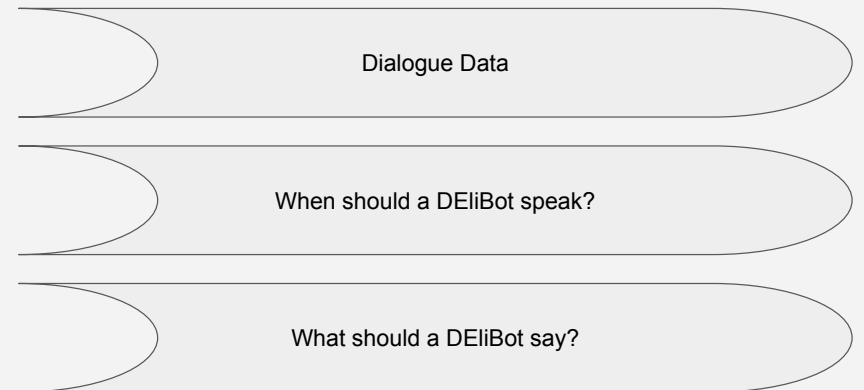 Dialogue Data
When should a DEliBot speak?
What should a DEliBot say?